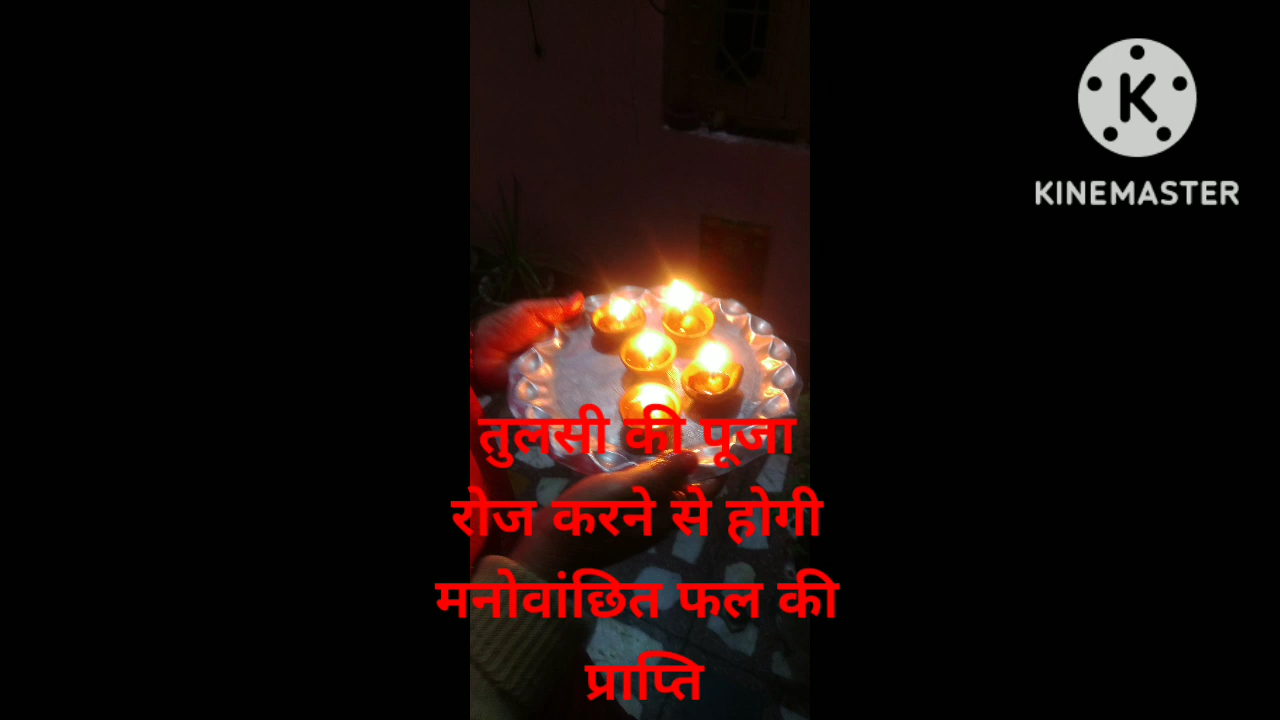 KINEMASTER
तुलसी की पूजा
रोज करने से होगी
मनोवांछित फल की
प्राप्ति